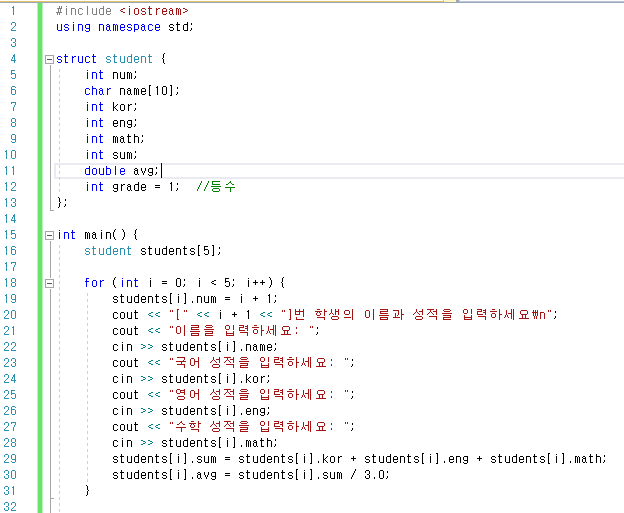 1 #include <iostream>
2 using namespace std;
3
4 struct student {
5 int num;
6 char name[10];
7 int kor;
8 int eng;
9 int math;
10 int sum;
11 double avg;
12 int grade = 1; //등수
13 };
14
15 int main() {
16 student students[5];
17
18 for (int i = 0; i < 5; i++) {
19 students[i].num = i + 1;
20 cout << "[" << i + 1 << "]번 학생의 이름과 성적을 입력하세요₩n";
21 cout << "이름을 입력하세요: ";
22 cin >> students[i].name;
23 cout << "국어 성적을 입력하세요: ";
24 cin >> students[i].kor;
25 cout << "영어 성적을 입력하세요: ";
26 cin >> students[i].eng;
27 cout << "수학 성적을 입력하세요: ";
28 cin >> students[i].math;
29 students[i].sum = students[i].kor + students[i].eng + students[i].math;
30 students[i].avg = students[i].sum / 3.0;
31 }
32